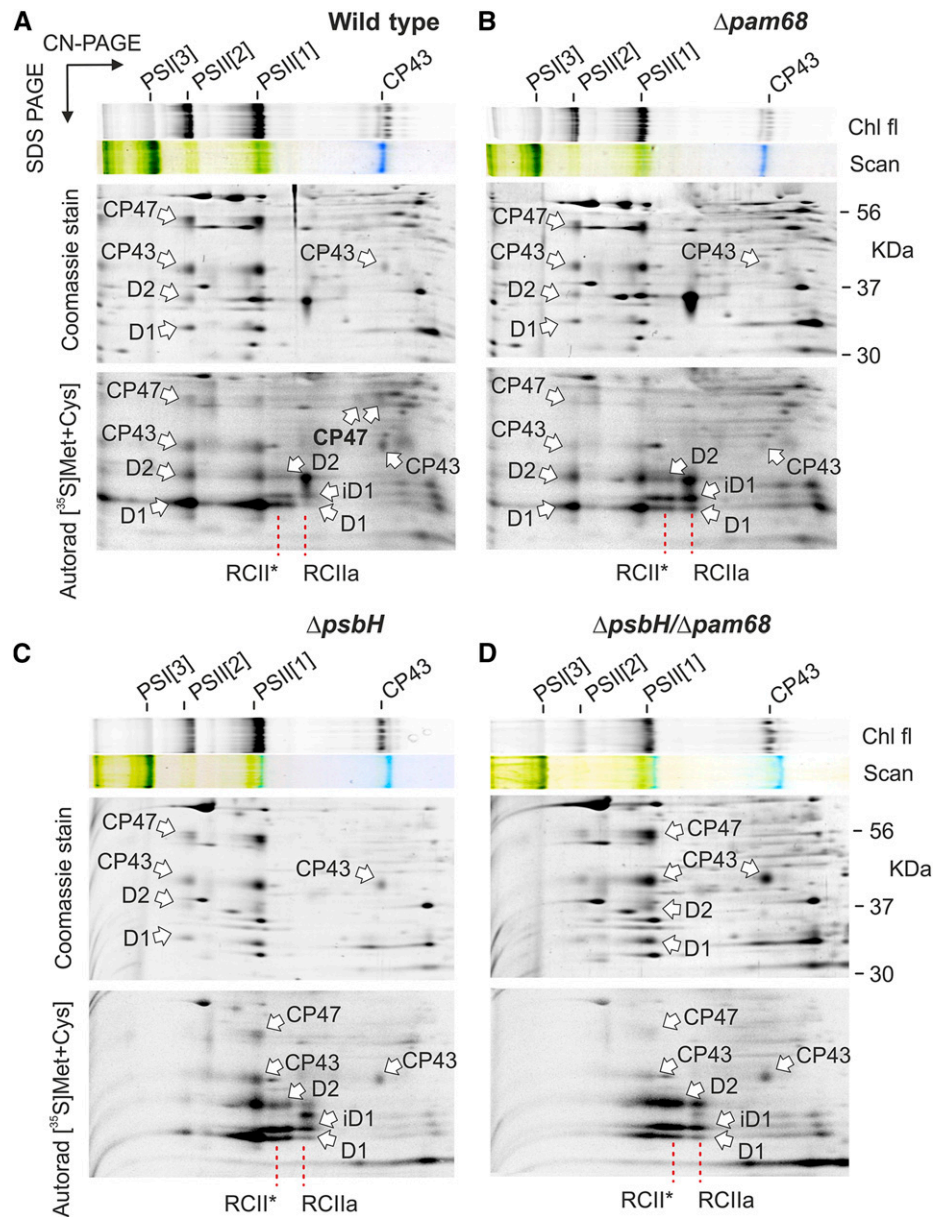 A
Wild type
B
Δpam68
CN-PAGE
SDS PAGE
PSI[3]
PSII[2]
PSII[1]
CP43
PSI[3]
PSII[2]
PSII[1]
CP43
Chl fl
Scan
Coomassie stain
CP47
CP43
D2
D1
CP43
CP47
CP43
D2
D1
CP43
- 56
KDa
- 37
- 30
Autorad [³⁵S]Met+Cys]
CP47
CP43
D2
D1
CP47
CP43
D2
iD1
D1
RCII*
RCIIa
CP47
CP43
D2
D1
D2
CP43
iD1
D1
RCII*
RCIIa
C
ΔpsbH
D
ΔpsbH/Δpam68
PSI[3]
PSII[2]
PSII[1]
CP43
PSI[3]
PSII[2]
PSII[1]
CP43
Chl fl
Scan
Coomassie stain
CP47
CP43
D2
D1
CP43
CP47
CP43
D2
D1
- 56
KDa
- 37
- 30
Autorad [³⁵S]Met+Cys]
CP47
CP43
CP43
D2
iD1
D1
RCII*
RCIIa
CP47
CP43
CP43
D2
iD1
D1
RCII*
RCIIa